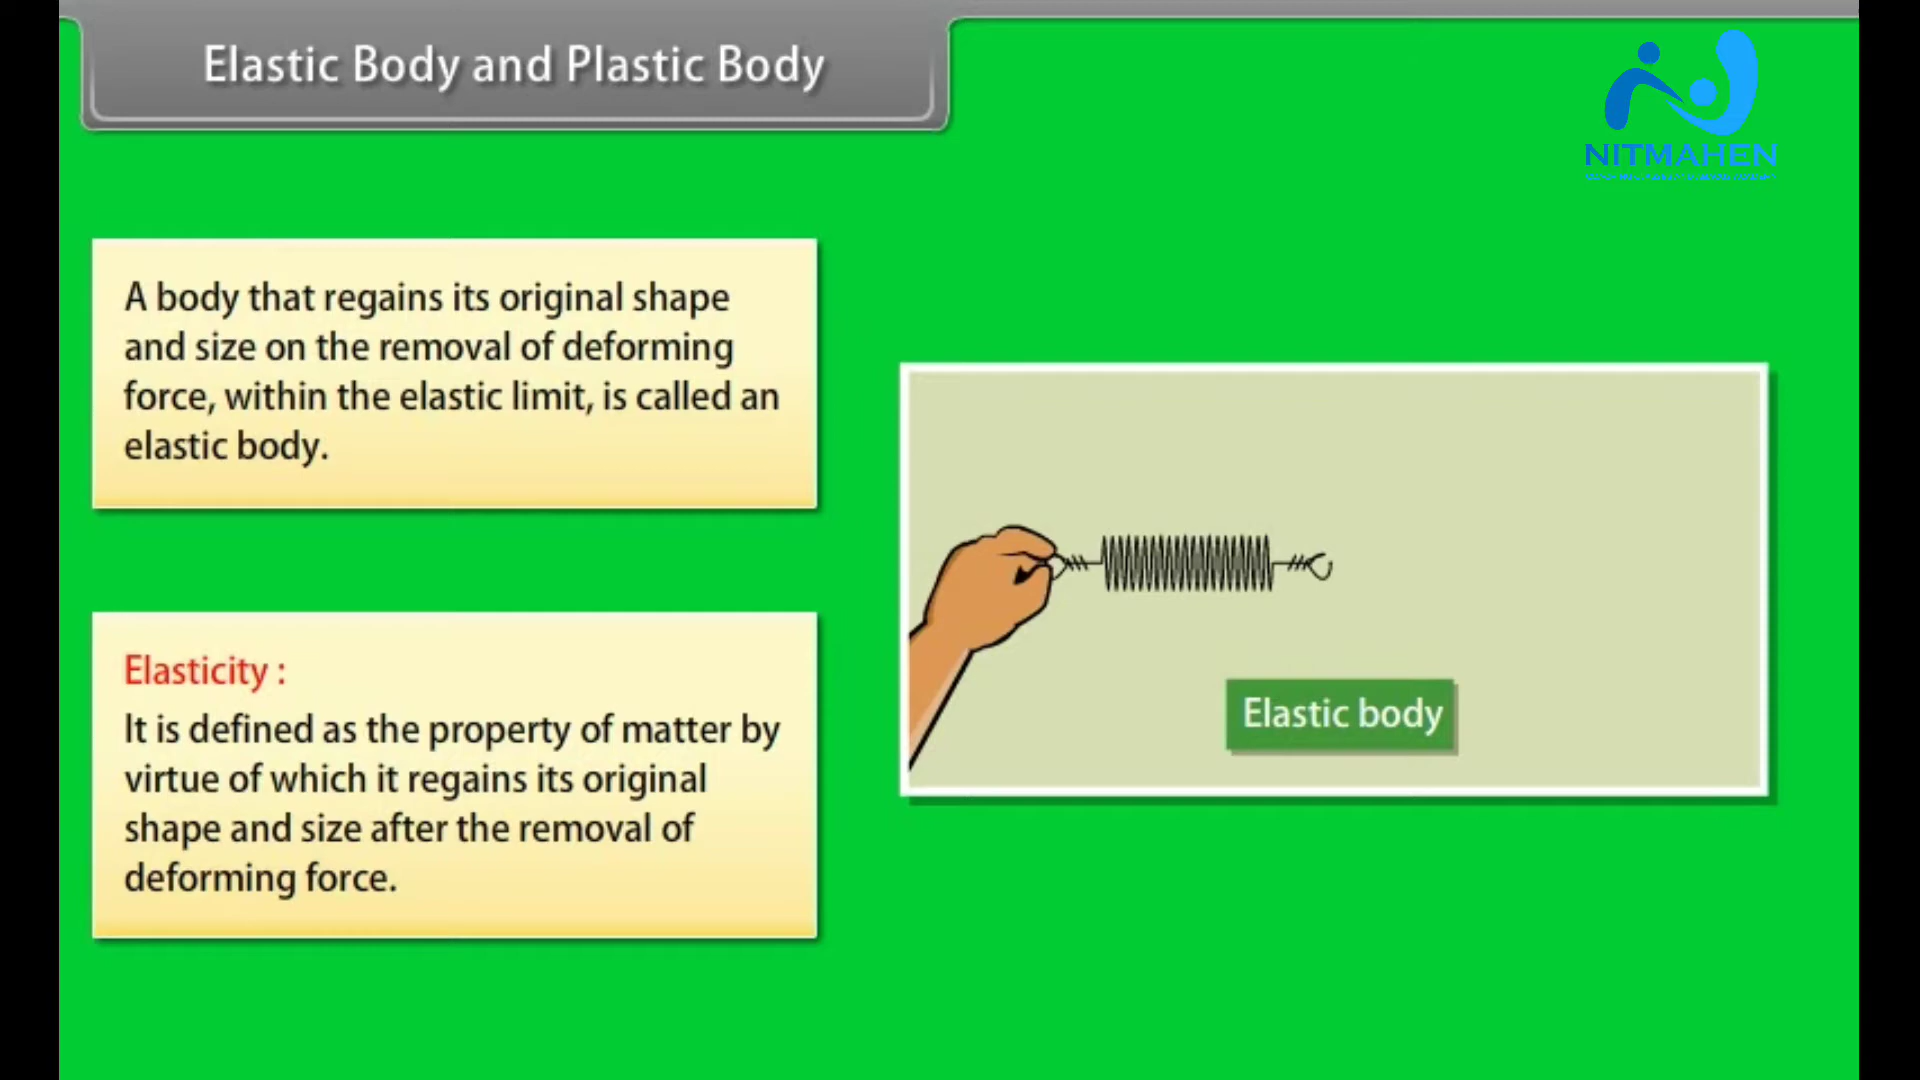 Elastic Body and Plastic Body
NITMAHEN
A body that regains its original shape
and size on the removal of deforming
force, within the elastic limit, is called an
elastic body.
Elasticity :
It is defined as the property of matter by
virtue of which it regains its original
shape and size after the removal of
deforming force.
Elastic body